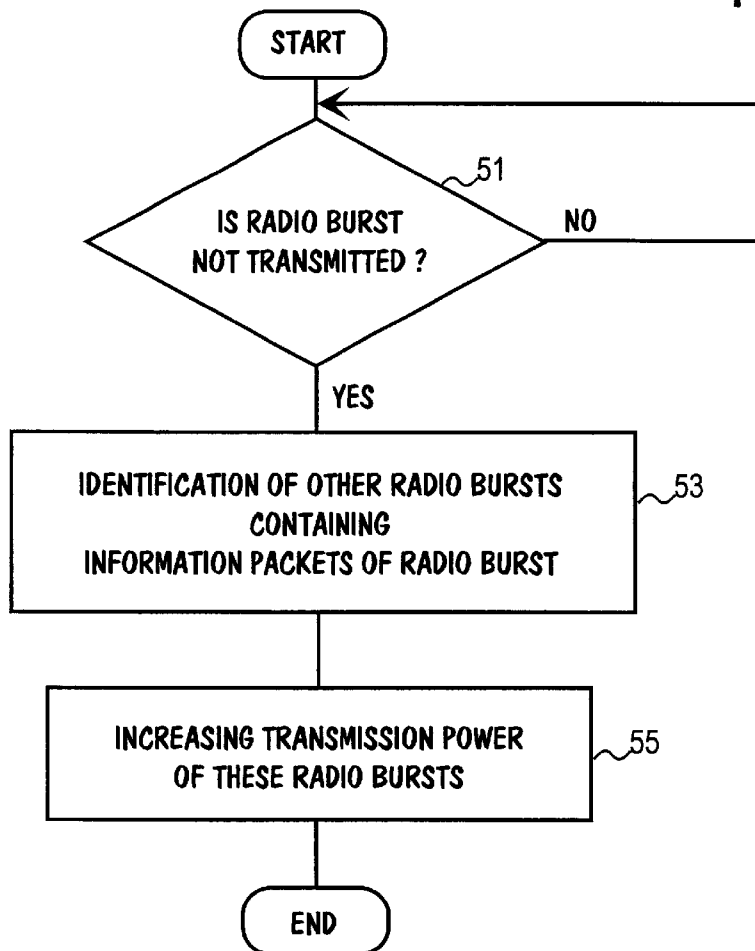 START
51
IS RADIO BURST
NOT TRANSMITTED ?
NO
YES
IDENTIFICATION OF OTHER RADIO BURSTS
CONTAINING
INFORMATION PACKETS OF RADIO BURST
53
INCREASING TRANSMISSION POWER
OF THESE RADIO BURSTS
55
END